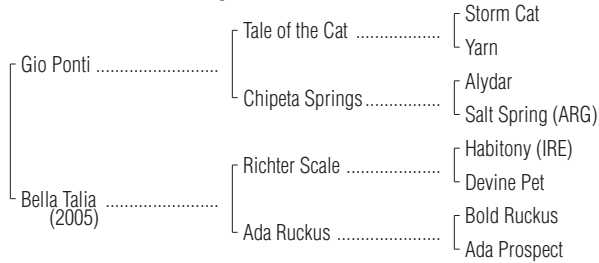 Storm Cat
Tale of the Cat ..................
Yarn
Gio Ponti ..........................
Alydar
Chipeta Springs................
Salt Spring (ARG)
Habitony (IRE)
Richter Scale ....................
Devine Pet
Bella Talia ........................
(2005)
Bold Ruckus
Ada Ruckus ......................
Ada Prospect